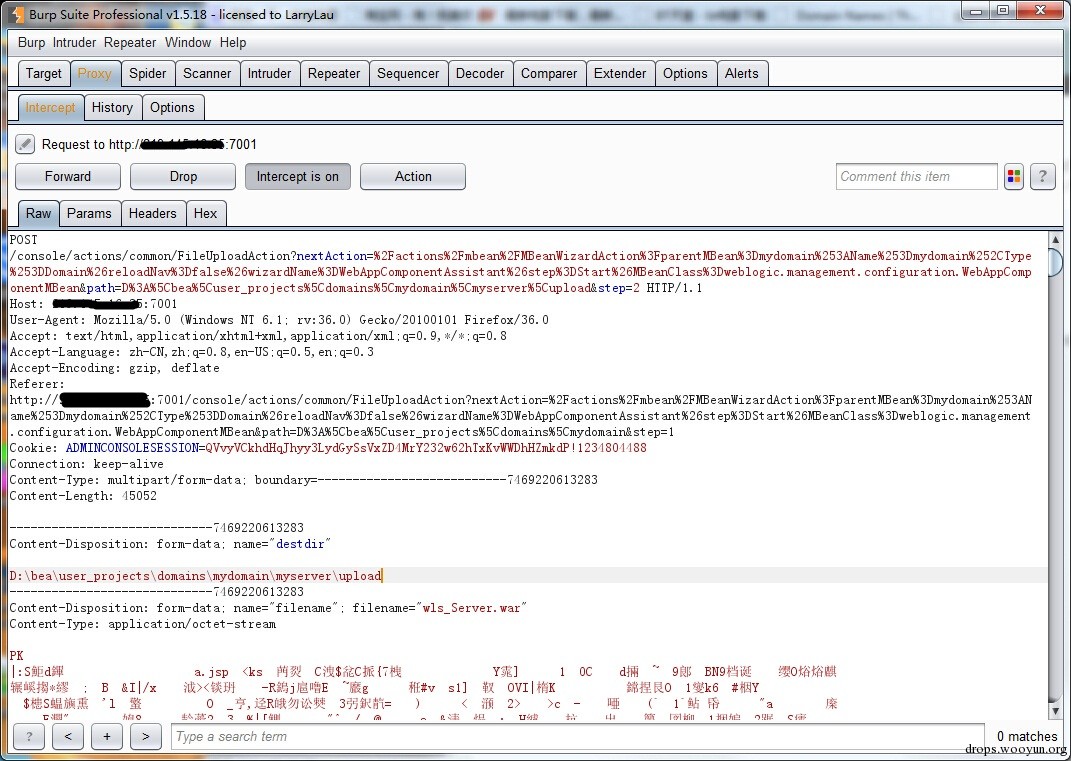 Burp Suite Professional v1.5.18 - licensed to LarryLau
Burp Intruder Repeater Window Help
Target Proxy Spider Scanner Intruder Repeater Sequencer Decoder Comparer Extender Options Alerts
Intercept History Options
Request to http:// :7001
Forward Drop Intercept is on Action Comment this item ?
Raw Params Headers Hex
POST
/console/actions/common/FileUploadAction?nextAction=%2Factions%2Fmbean%2FMBeanWizardAction%3FparentMBean%3Dmydomain%253AName%253Dmydomain%252CType
%253DDomain%26reloadNav%3Dfalse%26wizardName%3DWebAppComponentAssistant%26step%3DStart%26MBeanClass%3Dweblogic.management.configuration.WebAppComp
onentMBean&path=D%3A%5Cbea%5Cuser_projects%5Cdomains%5Cmydomain%5Cmyserver%5Cupload&step=2 HTTP/1.1
Host: :7001
User-Agent: Mozilla/5.0 (Windows NT 6.1; rv:36.0) Gecko/20100101 Firefox/36.0
Accept: text/html,application/xhtml+xml,application/xml;q=0.9,*/*;q=0.8
Accept-Language: zh-CN,zh;q=0.8,en-US;q=0.5,en;q=0.3
Accept-Encoding: gzip, deflate
Referer:
http:// :7001/console/actions/common/FileUploadAction?nextAction=%2Factions%2Fmbean%2FMBeanWizardAction%3FparentMBean%3Dmydomain%253AN
ame%253Dmydomain%252CType%253DDomain%26reloadNav%3Dfalse%26wizardName%3DWebAppComponentAssistant%26step%3DStart%26MBeanClass%3Dweblogic.management
.configuration.WebAppComponentMBean&path=D%3A%5Cbea%5Cuser_projects%5Cdomains%5Cmydomain&step=1
Cookie: ADMINCONSOLESESSION=QVvyVCkhdHqJhyy3LydGySsVxZD4MrY232w62hTxKvWWDhHZmkdP!1234804488
Connection: keep-alive
Content-Type: multipart/form-data; boundary=---------------------------7469220613283
Content-Length: 45052
-----------------------------7469220613283
Content-Disposition: form-data; name="destdir"
D:\bea\user_projects\domains\mydomain\myserver\upload
-----------------------------7469220613283
Content-Disposition: form-data; name="filename"; filename="wls_Server.war"
Content-Type: application/octet-stream
PK
a.jsp
? < + > Type a search term 0 matches
drops.wooyun.org